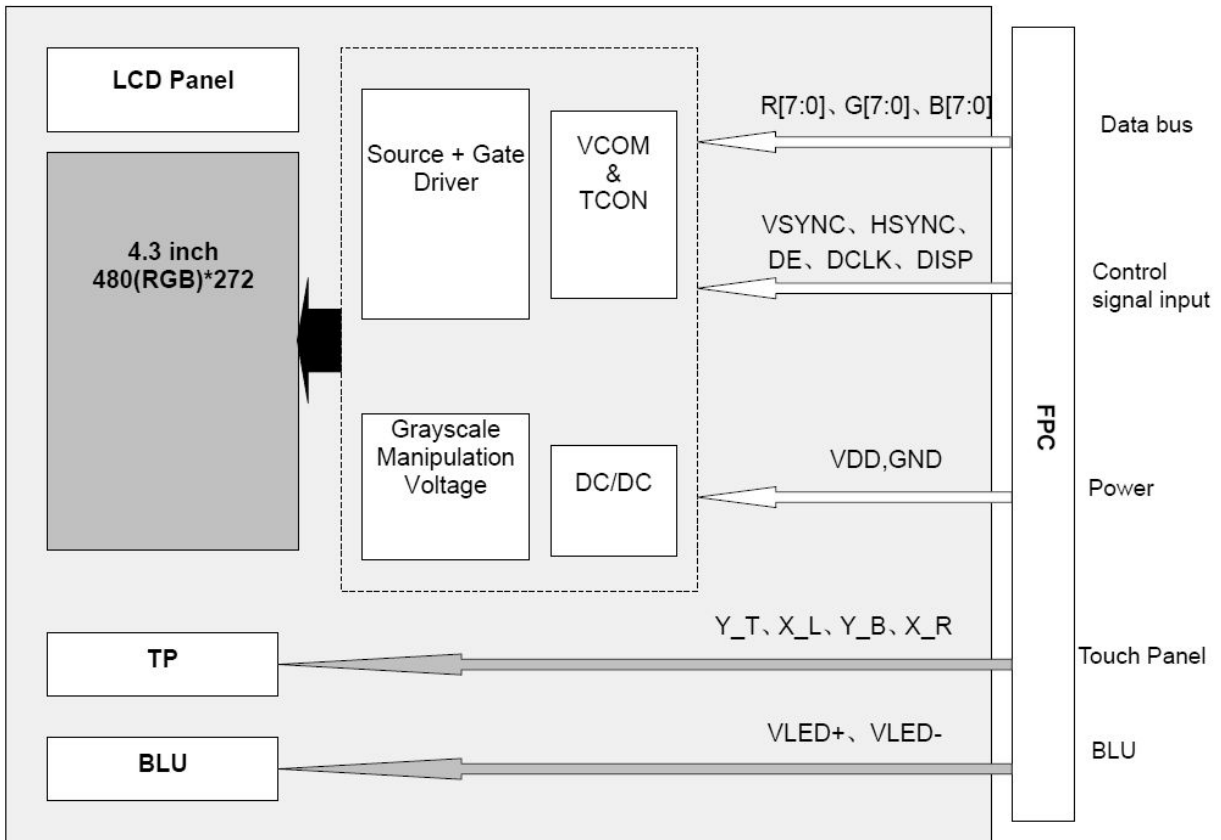 LCD Panel
4.3 inch
480(RGB)*272
Source + Gate
Driver
VCOM
&
TCON
Grayscale
Manipulation
Voltage
DC/DC
R[7:0]、G[7:0]、B[7:0]
VSYNC、HSYNC、
DE、DCLK、DISP
VDD,GND
Y_T、X_L、Y_B、X_R
VLED+、VLED-
TP
BLU
FPC
Data bus
Control
signal input
Power
Touch Panel
BLU